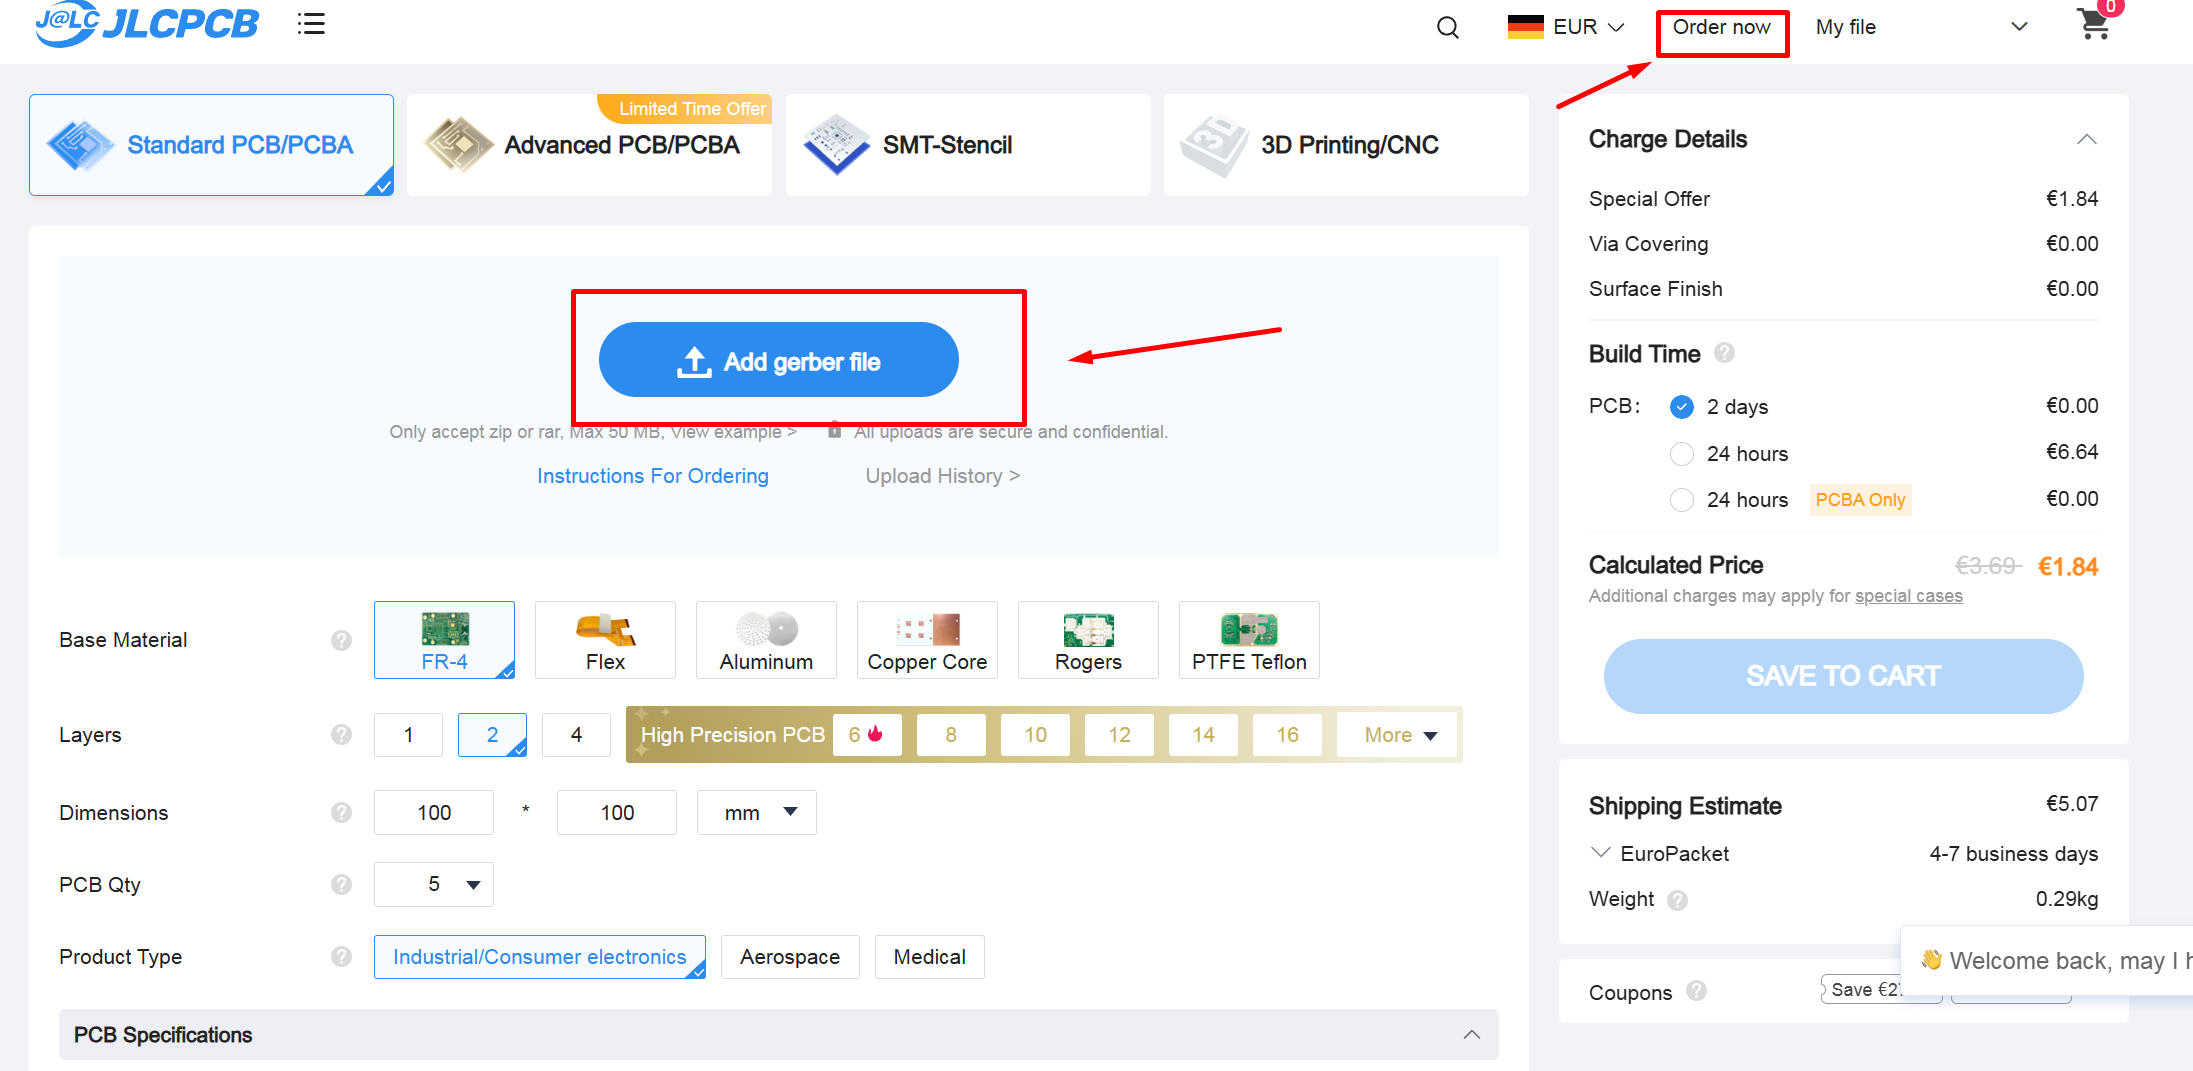 J@LC JLCPCB
EUR
Order now
My file
0
Standard PCB/PCBA
Limited Time Offer
Advanced PCB/PCBA
SMT-Stencil
3D
3D Printing/CNC
Add gerber file
Only accept zip or rar, Max 50 MB, View example >
All uploads are secure and confidential.
Instructions For Ordering
Upload History >
Base Material ?
FR-4
Flex
Aluminum
Copper Core
Rogers
PTFE Teflon
Layers ?
1
2
4
High Precision PCB
6
8
10
12
14
16
More
Dimensions ?
100 * 100
mm
PCB Qty ?
5
Product Type ?
Industrial/Consumer electronics
Aerospace
Medical
PCB Specifications
Charge Details
Special Offer €1.84
Via Covering €0.00
Surface Finish €0.00
Build Time ?
PCB: 2 days €0.00
24 hours €6.64
24 hours PCBA Only €0.00
Calculated Price €3.69 €1.84
Additional charges may apply for special cases
SAVE TO CART
Shipping Estimate €5.07
EuroPacket 4-7 business days
Weight ? 0.29kg
👋 Welcome back, may I h
Coupons ? Save €2